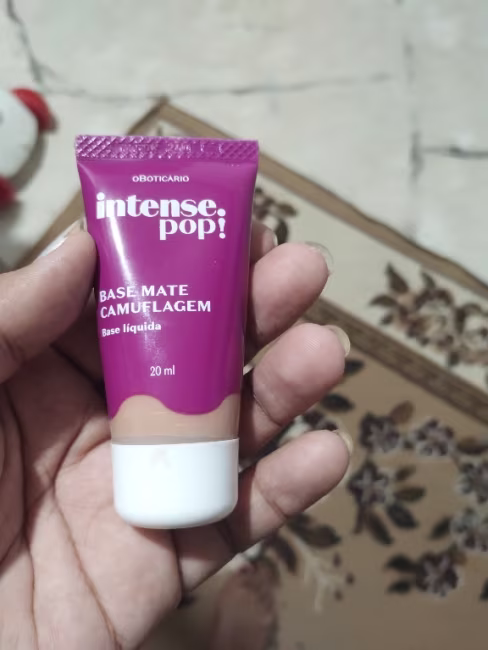 oBOTICÁRIO
intense.
pop!
BASE MATE
CAMUFLAGEM
Base líquida
20 ml